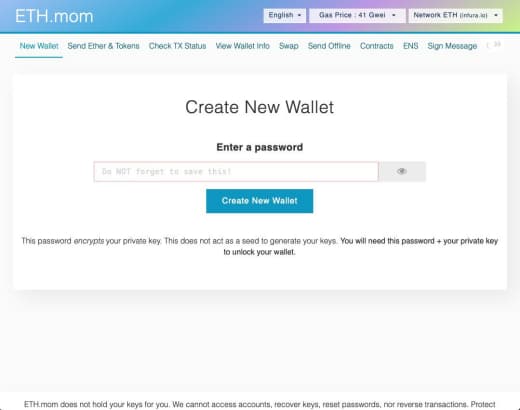 ETH.mom
English
Gas Price : 41 Gwei
Network ETH (infura.io)
New Wallet Send Ether & Tokens Check TX Status View Wallet Info Swap Send Offline Contracts ENS Sign Message
Create New Wallet
Enter a password
Do NOT forget to save this!
Create New Wallet
This password encrypts your private key. This does not act as a seed to generate your keys. You will need this password + your private key
to unlock your wallet.
ETH.mom does not hold your keys for you. We cannot access accounts, recover keys, reset passwords, nor reverse transactions. Protect